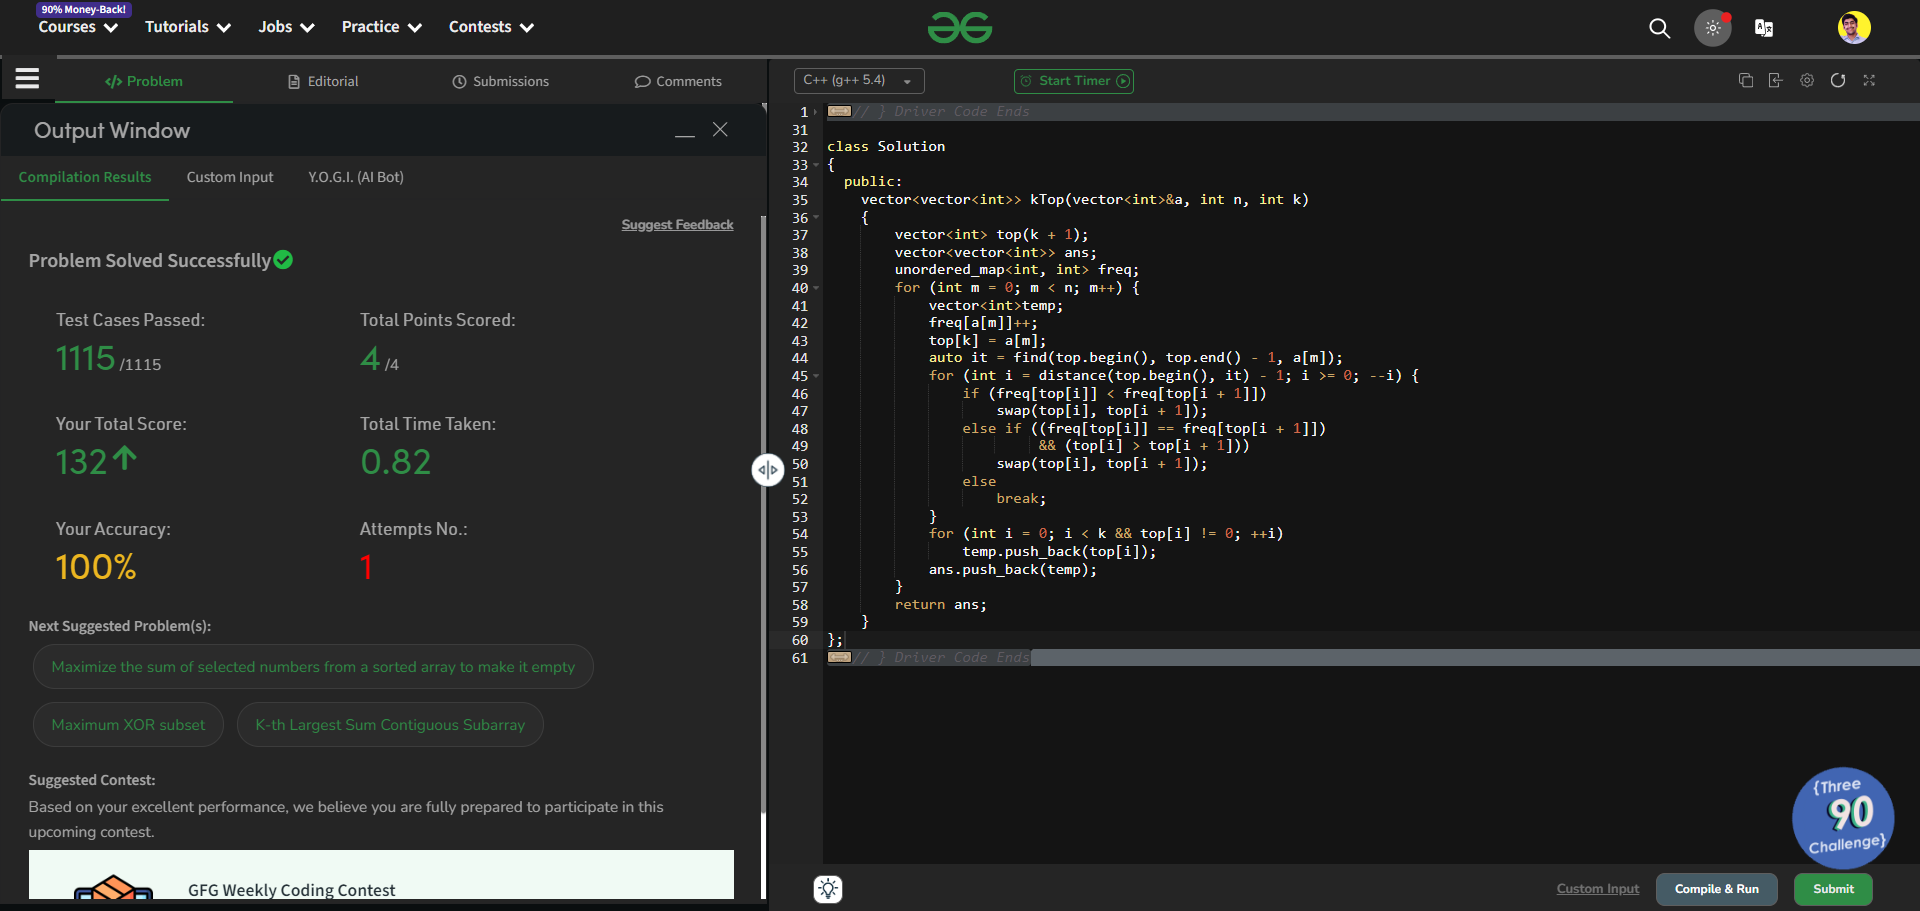 90% Money-Back!
Courses Tutorials Jobs Practice Contests
</> Problem Editorial Submissions Comments
Output Window
Compilation Results Custom Input Y.O.G.I. (AI Bot)
Suggest Feedback
Problem Solved Successfully
Test Cases Passed: Total Points Scored:
1115 /1115 4 /4
Your Total Score: Total Time Taken:
132 0.82
Your Accuracy: Attempts No.:
100% 1
Next Suggested Problem(s):
Maximize the sum of selected numbers from a sorted array to make it empty
Maximum XOR subset K-th Largest Sum Contiguous Subarray
Suggested Contest:
Based on your excellent performance, we believe you are fully prepared to participate in this
upcoming contest.
GFG Weekly Coding Contest
C++ (g++ 5.4) Start Timer
1 // } Driver Code Ends
31
32 class Solution
33 {
34 public:
35 vector<vector<int>> kTop(vector<int>&a, int n, int k)
36 {
37 vector<int> top(k + 1);
38 vector<vector<int>> ans;
39 unordered_map<int, int> freq;
40 for (int m = 0; m < n; m++) {
41 vector<int>temp;
42 freq[a[m]]++;
43 top[k] = a[m];
44 auto it = find(top.begin(), top.end() - 1, a[m]);
45 for (int i = distance(top.begin(), it) - 1; i >= 0; --i) {
46 if (freq[top[i]] < freq[top[i + 1]])
47 swap(top[i], top[i + 1]);
48 else if ((freq[top[i]] == freq[top[i + 1]])
49 && (top[i] > top[i + 1]))
50 swap(top[i], top[i + 1]);
51 else
52 break;
53 }
54 for (int i = 0; i < k && top[i] != 0; ++i)
55 temp.push_back(top[i]);
56 ans.push_back(temp);
57 }
58 return ans;
59 }
60 };
61 // } Driver Code Ends
{Three
90
Challenge}
Custom Input Compile & Run Submit